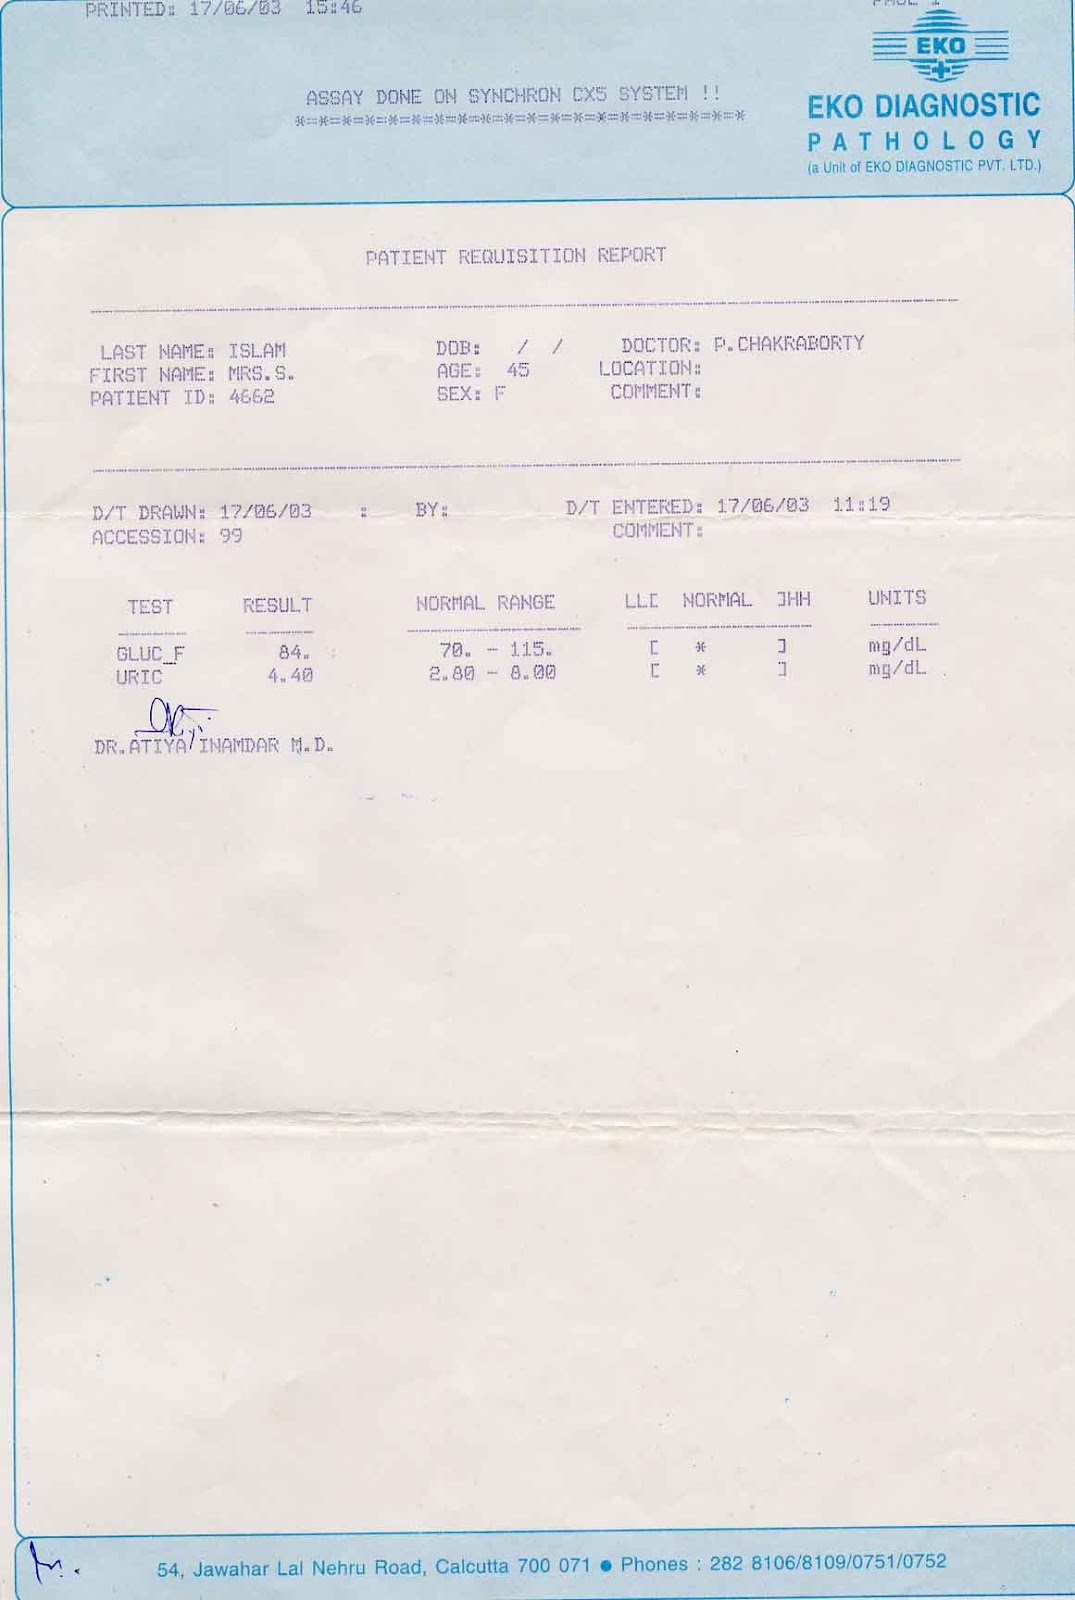 PRINTED: 17/06/03 15:46
EKO
ASSAY DONE ON SYNCHRON CX5 SYSTEM !!
*=*=*=*=*=*=*=*=*=*=*=*=*=*=*=*=*=*=*=*
EKO DIAGNOSTIC
PATHOLOGY
(a Unit of EKO DIAGNOSTIC PVT. LTD.)
PATIENT REQUISITION REPORT
LAST NAME: ISLAM DOB: / / DOCTOR: P.CHAKRABORTY
FIRST NAME: MRS.S. AGE: 45 LOCATION:
PATIENT ID: 4662 SEX: F COMMENT:
D/T DRAWN: 17/06/03 : BY: D/T ENTERED: 17/06/03 11:19
ACCESSION: 99 COMMENT:
TEST RESULT NORMAL RANGE LL[ NORMAL ]HH UNITS
GLUC_F 84. 70. - 115. [ * ] mg/dL
URIC 4.40 2.80 - 8.00 [ * ] mg/dL
DR.ATIYA INAMDAR M.D.
54, Jawahar Lal Nehru Road, Calcutta 700 071 ● Phones : 282 8106/8109/0751/0752